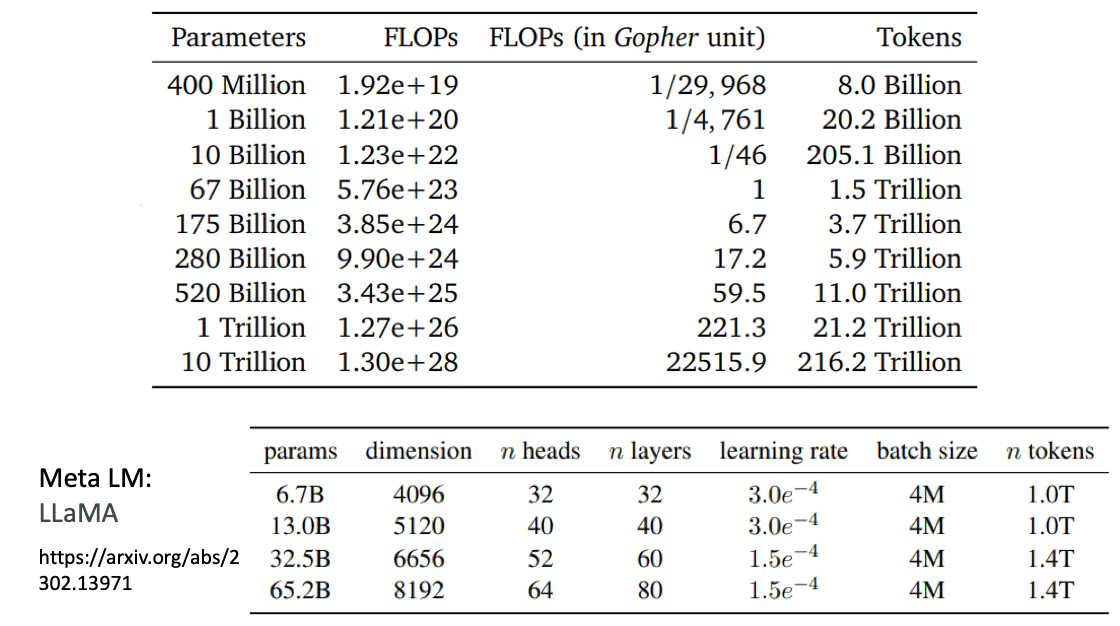 Parameters FLOPs FLOPs (in Gopher unit) Tokens
400 Million 1.92e+19 1/29,968 8.0 Billion
1 Billion 1.21e+20 1/4,761 20.2 Billion
10 Billion 1.23e+22 1/46 205.1 Billion
67 Billion 5.76e+23 1 1.5 Trillion
175 Billion 3.85e+24 6.7 3.7 Trillion
280 Billion 9.90e+24 17.2 5.9 Trillion
520 Billion 3.43e+25 59.5 11.0 Trillion
1 Trillion 1.27e+26 221.3 21.2 Trillion
10 Trillion 1.30e+28 22515.9 216.2 Trillion
Meta LM:
LLaMA
https://arxiv.org/abs/2
302.13971
params dimension n heads n layers learning rate batch size n tokens
6.7B 4096 32 32 3.0e⁻⁴ 4M 1.0T
13.0B 5120 40 40 3.0e⁻⁴ 4M 1.0T
32.5B 6656 52 60 1.5e⁻⁴ 4M 1.4T
65.2B 8192 64 80 1.5e⁻⁴ 4M 1.4T